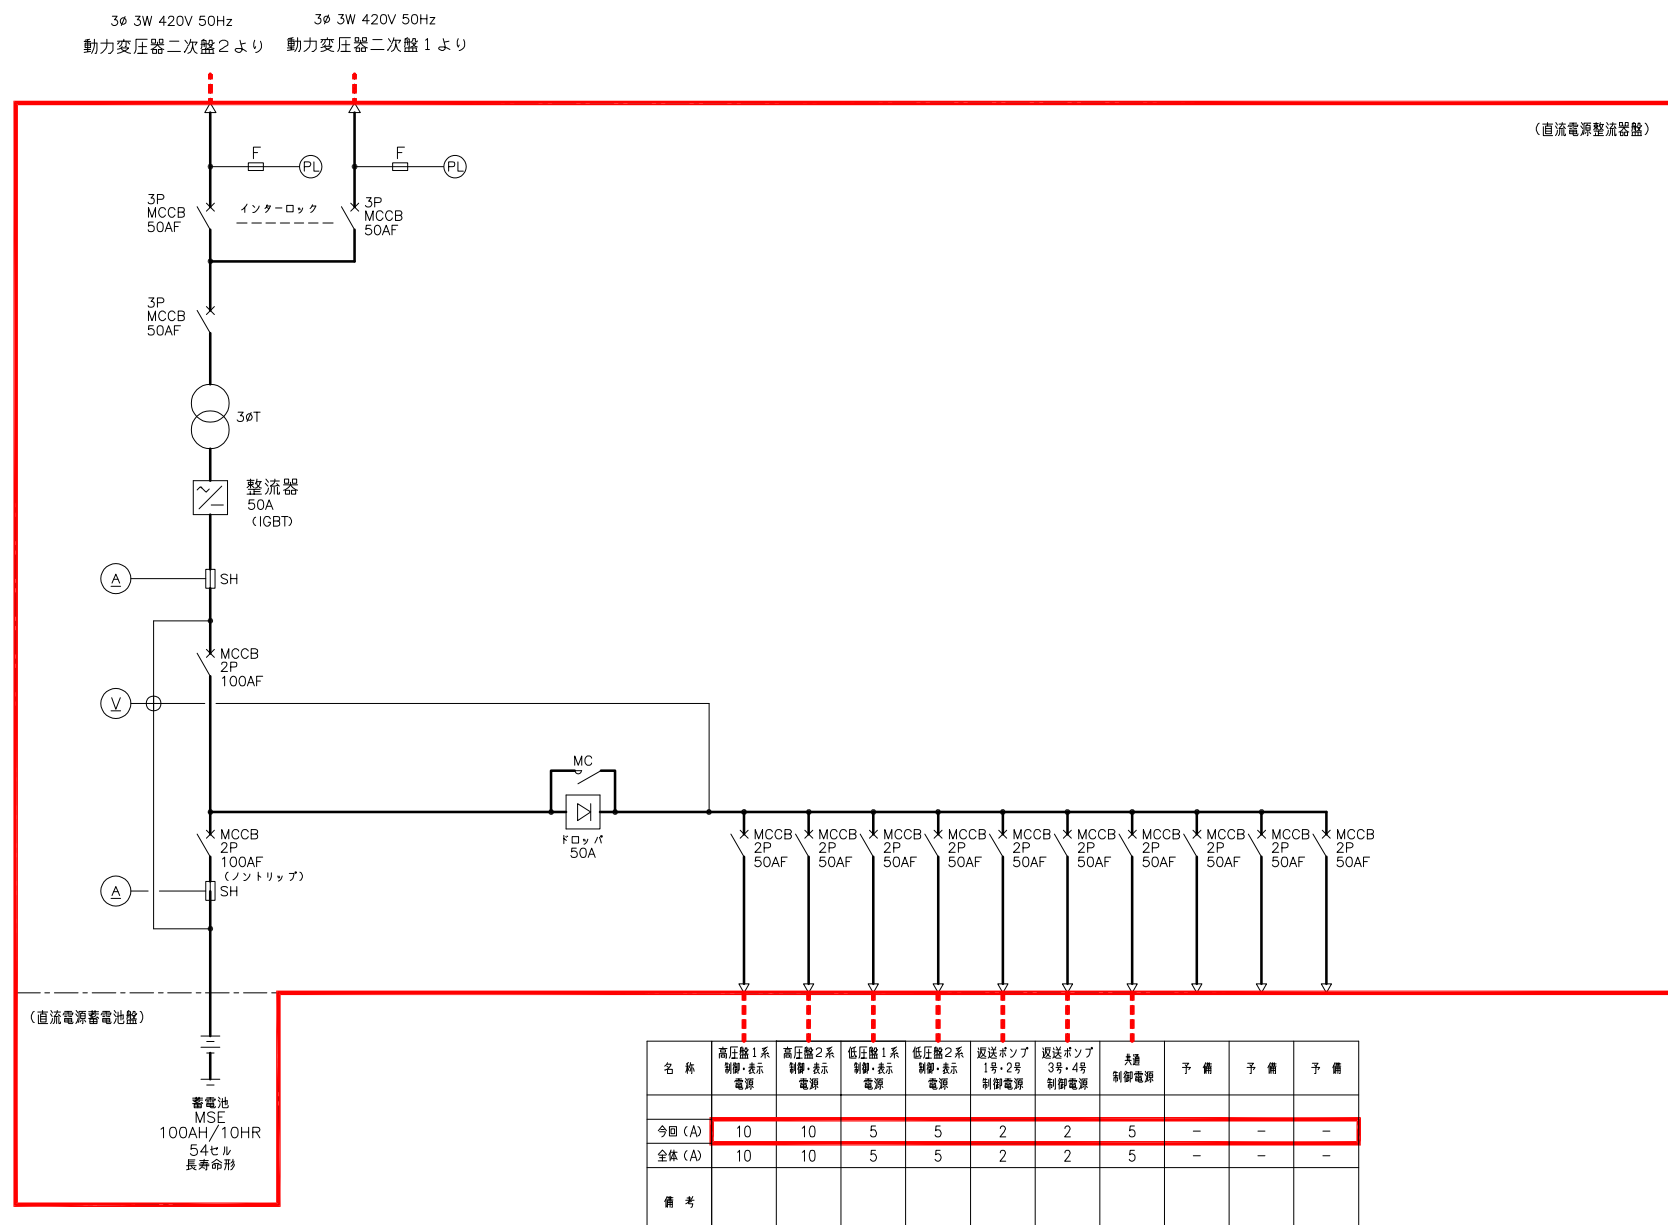 3φ 3W 420V 50Hz
動力変圧器二次盤2より
3φ 3W 420V 50Hz
動力変圧器二次盤1より
(直流電源整流器盤)
F
PL
F
PL
3P
MCCB
50AF
インターロック
3P
MCCB
50AF
3P
MCCB
50AF
3φT
整流器
50A
(IGBT)
A
SH
MCCB
2P
100AF
V
MC
ドロッパ
50A
MCCB
2P
100AF
(ノントリップ)
A
SH
MCCB
2P
50AF
MCCB
2P
50AF
MCCB
2P
50AF
MCCB
2P
50AF
MCCB
2P
50AF
MCCB
2P
50AF
MCCB
2P
50AF
MCCB
2P
50AF
MCCB
2P
50AF
MCCB
2P
50AF
(直流電源蓄電池盤)
蓄電池
MSE
100AH/10HR
54セル
長寿命形
名 称
高圧盤1系
制御・表示
電源
高圧盤2系
制御・表示
電源
低圧盤1系
制御・表示
電源
低圧盤2系
制御・表示
電源
返送ポンプ
1号・2号
制御電源
返送ポンプ
3号・4号
制御電源
共通
制御電源
予 備
予 備
予 備
今回(A) 10 10 5 5 2 2 5 − − −
全体(A) 10 10 5 5 2 2 5 − − −
備 考